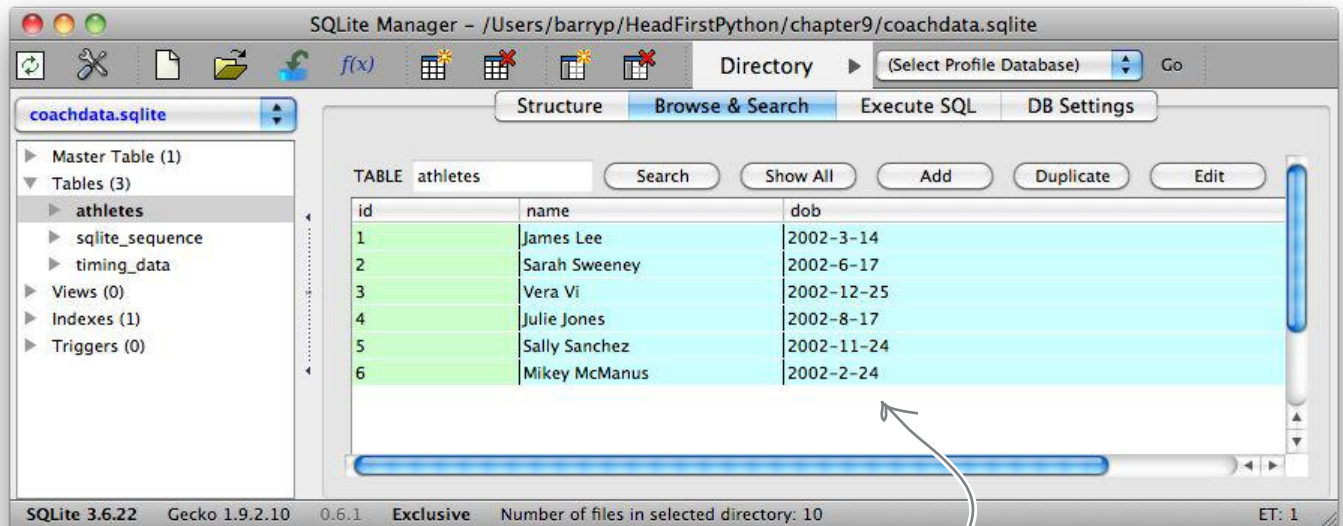 SQLite Manager - /Users/barryp/HeadFirstPython/chapter9/coachdata.sqlite
f(x) Directory (Select Profile Database) Go
coachdata.sqlite
Structure Browse & Search Execute SQL DB Settings
Master Table (1)
Tables (3)
athletes
sqlite_sequence
timing_data
Views (0)
Indexes (1)
Triggers (0)
TABLE athletes Search Show All Add Duplicate Edit
id name dob
1 James Lee 2002-3-14
2 Sarah Sweeney 2002-6-17
3 Vera Vi 2002-12-25
4 Julie Jones 2002-8-17
5 Sally Sanchez 2002-11-24
6 Mikey McManus 2002-2-24
SQLite 3.6.22 Gecko 1.9.2.10 0.6.1 Exclusive Number of files in selected directory: 10 ET: 1